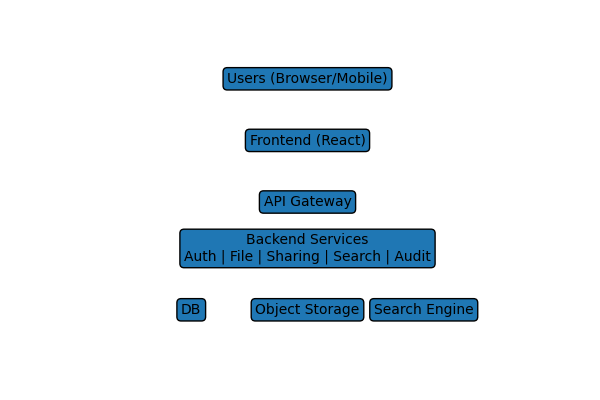 Users (Browser/Mobile)
Frontend (React)
API Gateway
Backend Services
Auth | File | Sharing | Search | Audit
DB
Object Storage
Search Engine